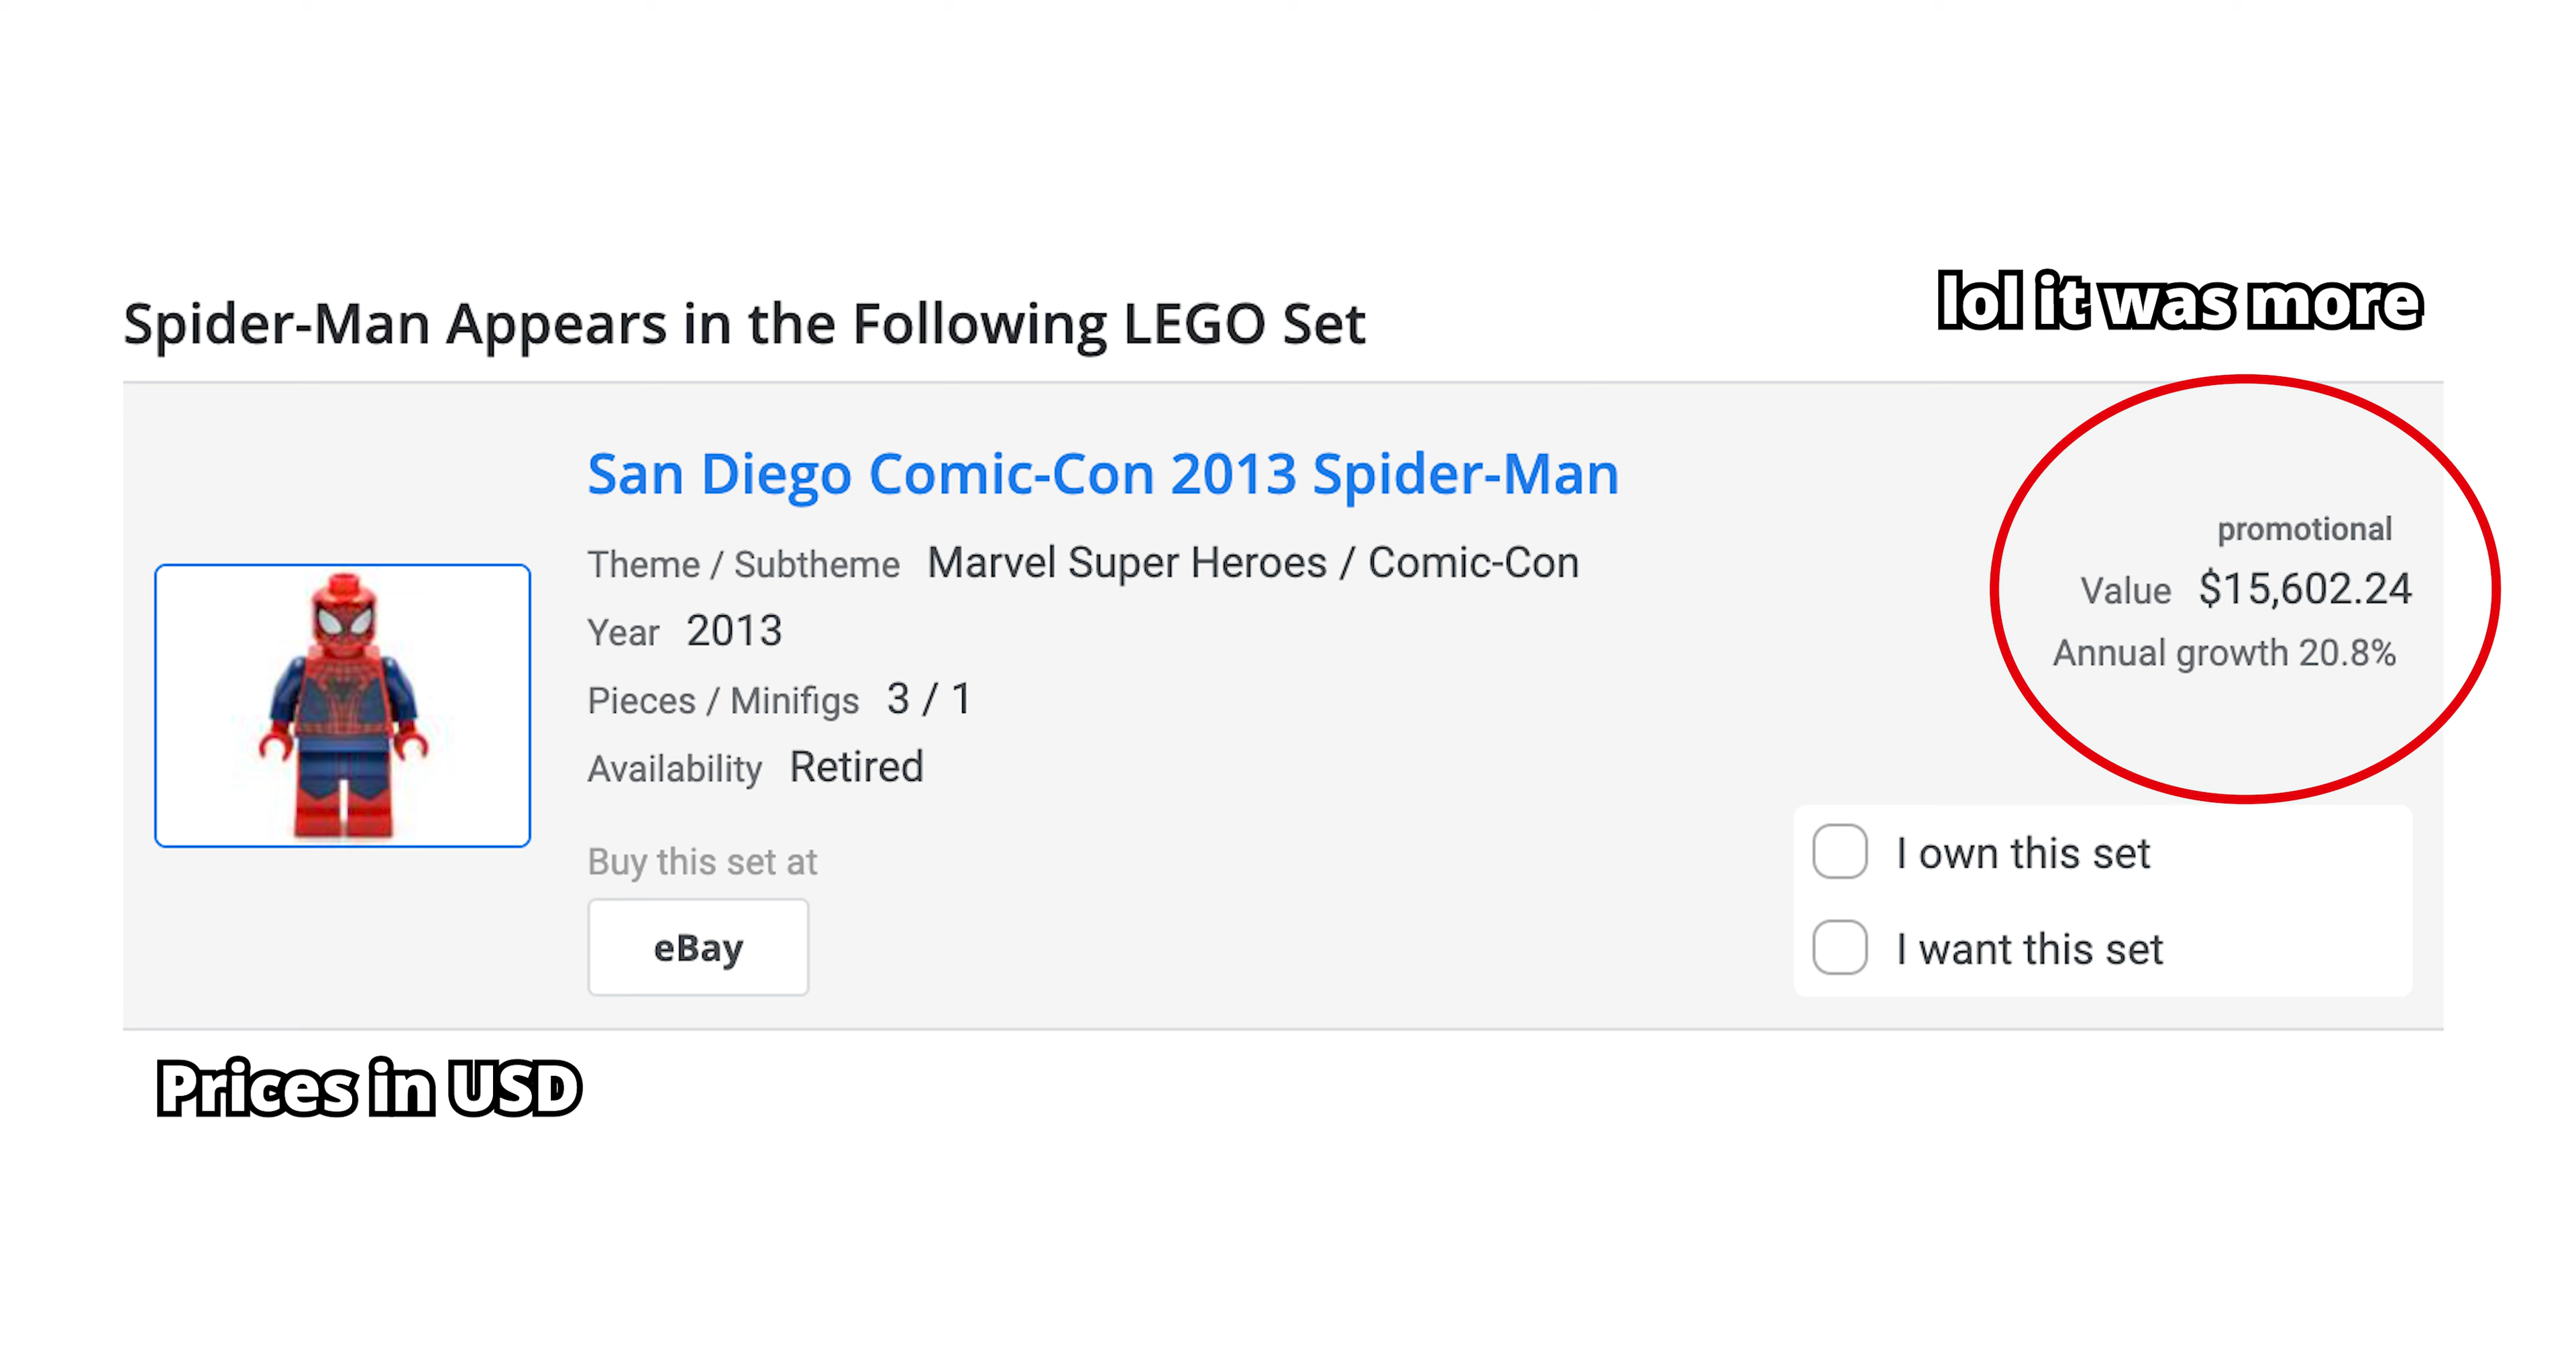 lol it was more
Spider-Man Appears in the Following LEGO Set
San Diego Comic-Con 2013 Spider-Man
Theme / Subtheme Marvel Super Heroes / Comic-Con
Year 2013
Pieces / Minifigs 3 / 1
Availability Retired
Buy this set at
eBay
promotional
Value $15,602.24
Annual growth 20.8%
I own this set
I want this set
Prices in USD